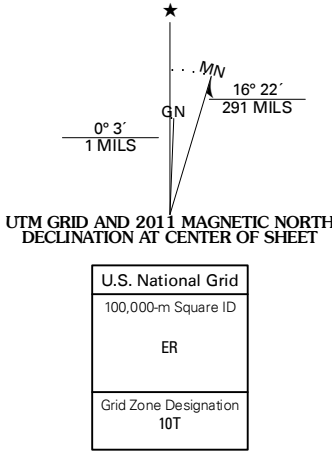 ★
MN
GN
16° 22´
291 MILS
0° 3´
1 MILS
UTM GRID AND 2011 MAGNETIC NORTH
DECLINATION AT CENTER OF SHEET
U.S. National Grid
100,000-m Square ID
ER
Grid Zone Designation
10T